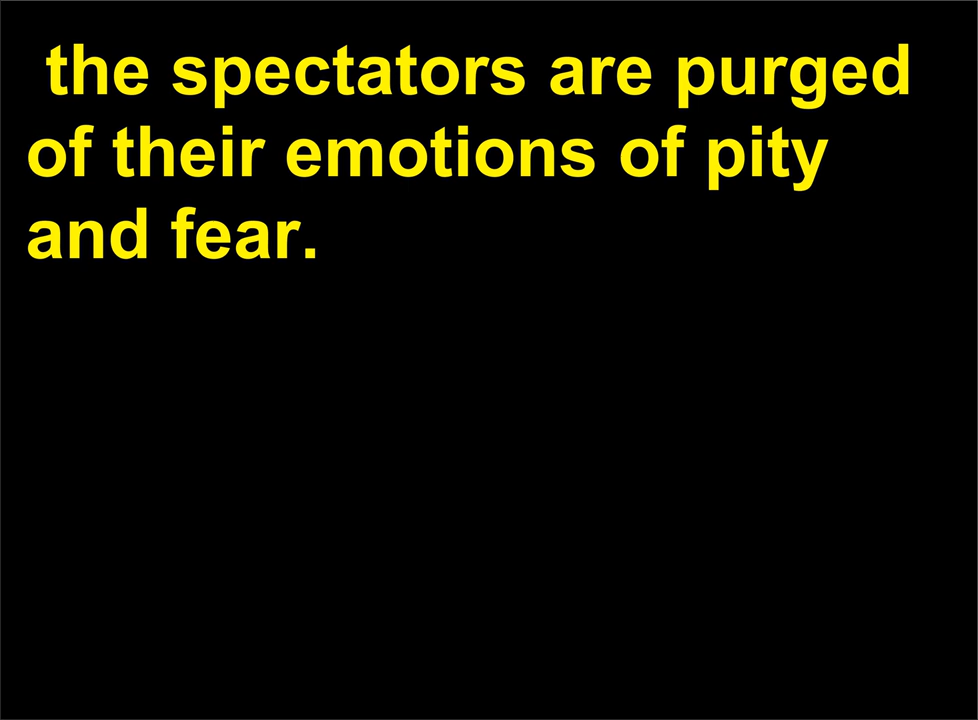 the spectators are purged
of their emotions of pity
and fear.